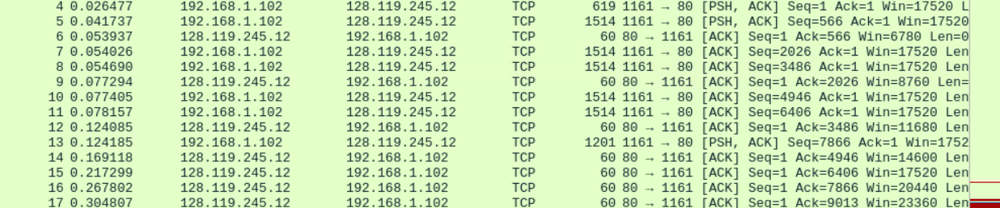 4 0.026477 192.168.1.102 128.119.245.12 TCP 619 1161 → 80 [PSH, ACK] Seq=1 Ack=1 Win=17520 L
5 0.041737 192.168.1.102 128.119.245.12 TCP 1514 1161 → 80 [PSH, ACK] Seq=566 Ack=1 Win=17520
6 0.053937 128.119.245.12 192.168.1.102 TCP 60 80 → 1161 [ACK] Seq=1 Ack=566 Win=6780 Len=0
7 0.054026 192.168.1.102 128.119.245.12 TCP 1514 1161 → 80 [ACK] Seq=2026 Ack=1 Win=17520 Len
8 0.054690 192.168.1.102 128.119.245.12 TCP 1514 1161 → 80 [ACK] Seq=3486 Ack=1 Win=17520 Len
9 0.077294 128.119.245.12 192.168.1.102 TCP 60 80 → 1161 [ACK] Seq=1 Ack=2026 Win=8760 Len=
10 0.077405 192.168.1.102 128.119.245.12 TCP 1514 1161 → 80 [ACK] Seq=4946 Ack=1 Win=17520 Len
11 0.078157 192.168.1.102 128.119.245.12 TCP 1514 1161 → 80 [ACK] Seq=6406 Ack=1 Win=17520 Len
12 0.124085 128.119.245.12 192.168.1.102 TCP 60 80 → 1161 [ACK] Seq=1 Ack=3486 Win=11680 Len
13 0.124185 192.168.1.102 128.119.245.12 TCP 1201 1161 → 80 [PSH, ACK] Seq=7866 Ack=1 Win=1752
14 0.169118 128.119.245.12 192.168.1.102 TCP 60 80 → 1161 [ACK] Seq=1 Ack=4946 Win=14600 Len
15 0.217299 128.119.245.12 192.168.1.102 TCP 60 80 → 1161 [ACK] Seq=1 Ack=6406 Win=17520 Len
16 0.267802 128.119.245.12 192.168.1.102 TCP 60 80 → 1161 [ACK] Seq=1 Ack=7866 Win=20440 Len
17 0.304807 128.119.245.12 192.168.1.102 TCP 60 80 → 1161 [ACK] Seq=1 Ack=9013 Win=23360 Len